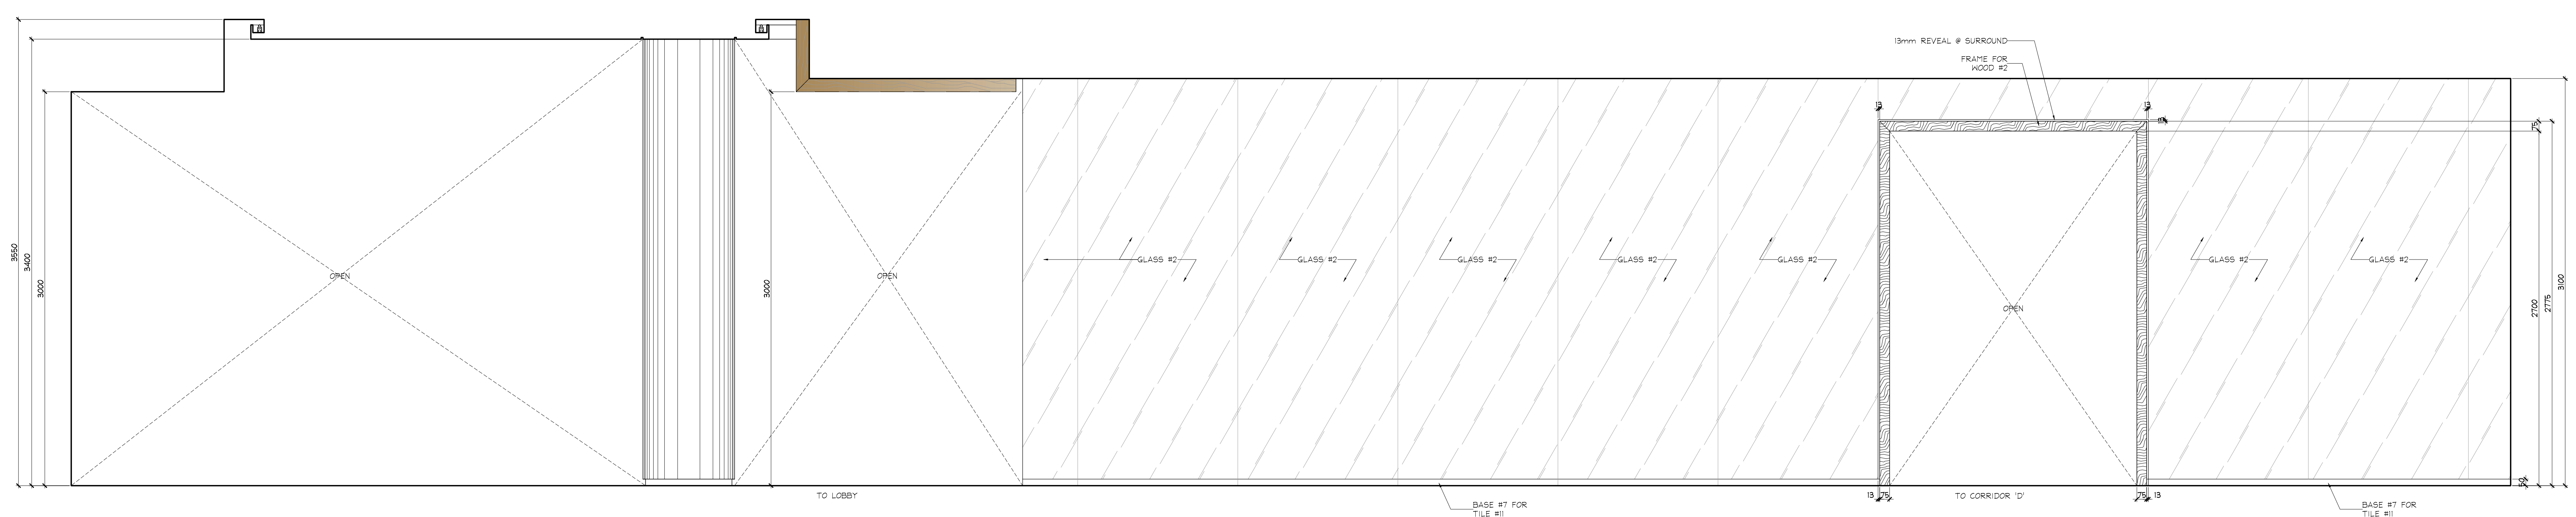 13mm REVEAL @ SURROUND
FRAME FOR
WOOD #2
13
13
13
75
3550
3400
3000
3000
OPEN
OPEN
GLASS #2
GLASS #2
GLASS #2
GLASS #2
GLASS #2
OPEN
GLASS #2
GLASS #2
2700
2775
3100
50
TO LOBBY
13
75
TO CORRIDOR 'D'
75
13
BASE #7 FOR
TILE #11
BASE #7 FOR
TILE #11